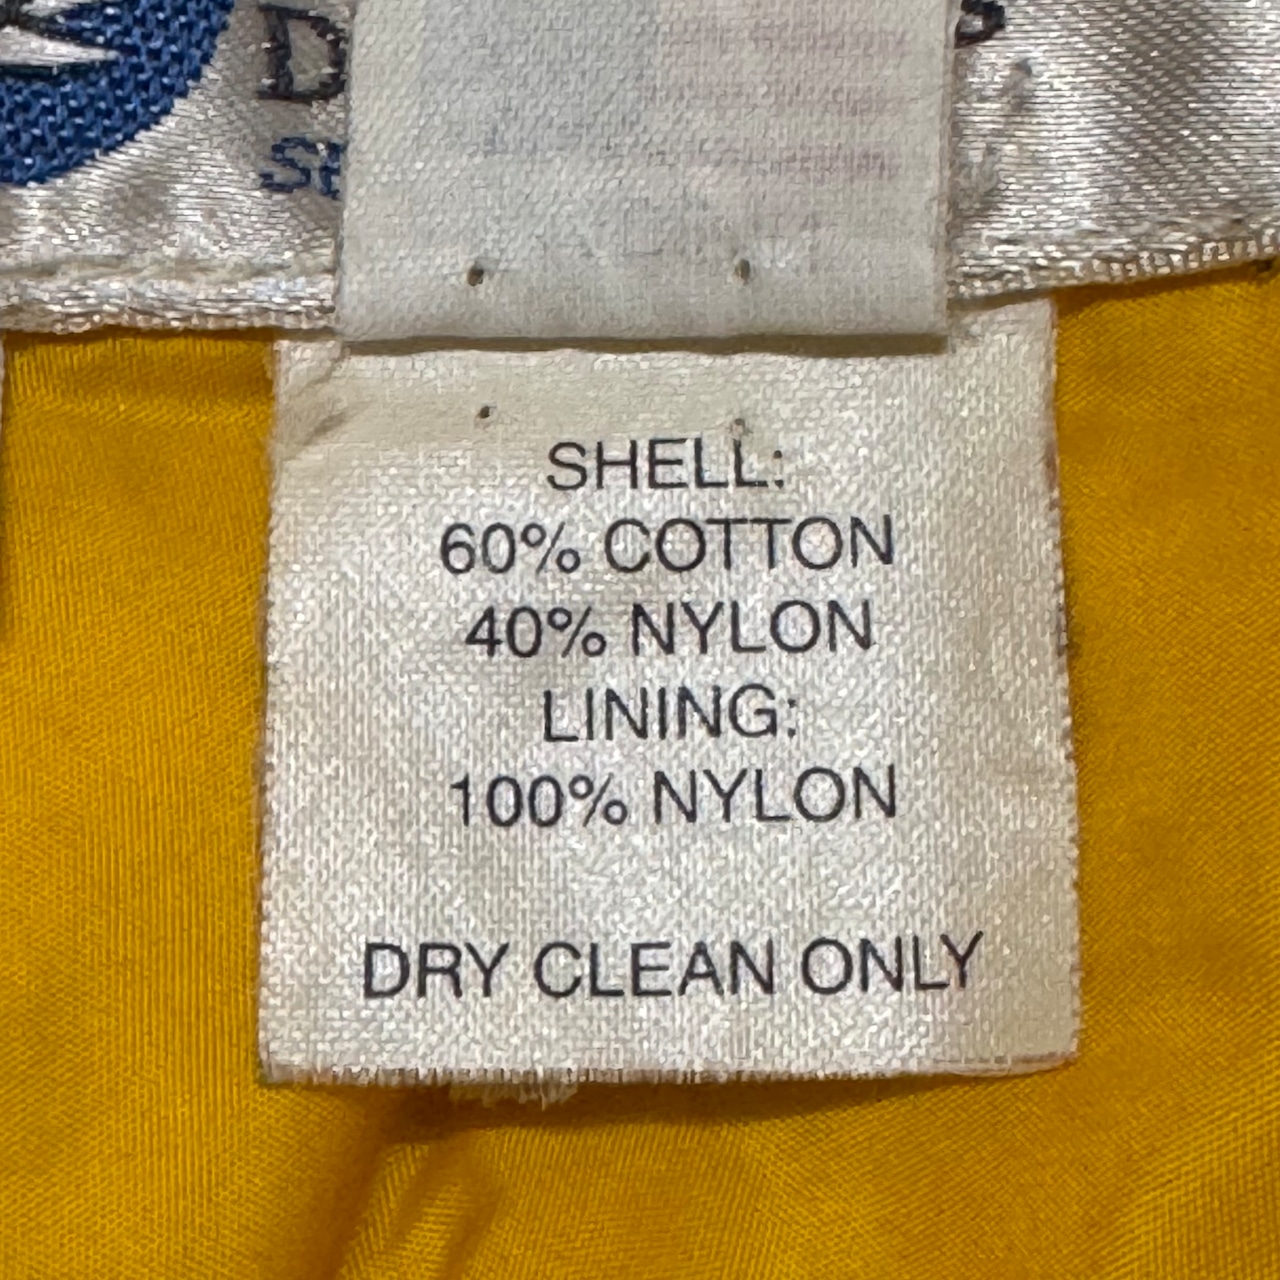 SHELL:
60% COTTON
40% NYLON
LINING:
100% NYLON
DRY CLEAN ONLY